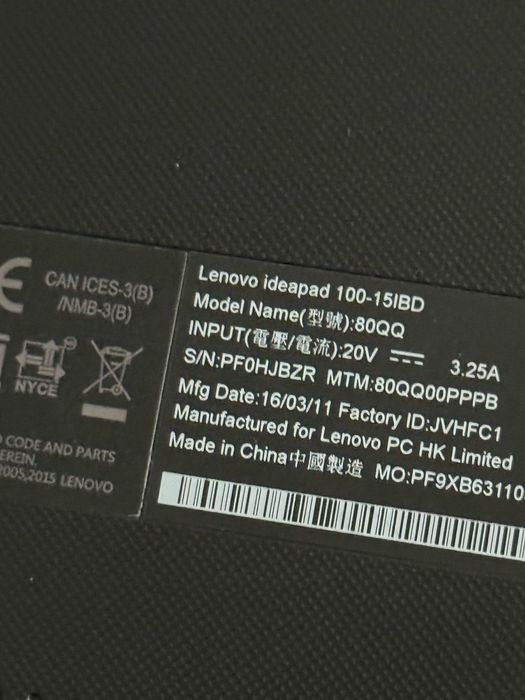 CAN ICES-3(B)
/NMB-3(B)
NYCE
CODE AND PARTS
EREIN.
2005,2015 LENOVO
Lenovo ideapad 100-15IBD
Model Name(型號):80QQ
INPUT(電壓/電流):20V 3.25A
S/N:PF0HJBZR MTM:80QQ00PPPB
Mfg Date:16/03/11 Factory ID:JVHFC1
Manufactured for Lenovo PC HK Limited
Made in China中國製造 MO:PF9XB63110